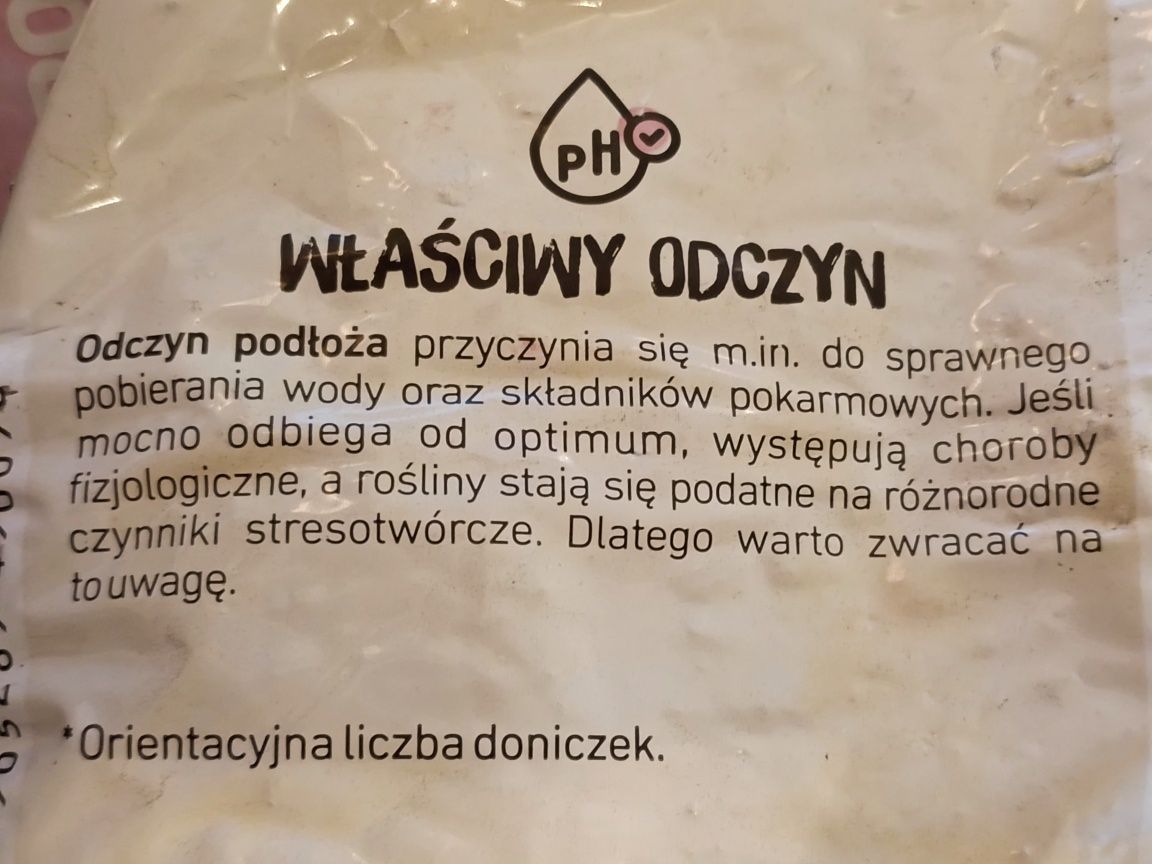 pH
WŁAŚCIWY ODCZYN
Odczyn podłoża przyczynia się m.in. do sprawnego
pobierania wody oraz składników pokarmowych. Jeśli
mocno odbiega od optimum, występują choroby
fizjologiczne, a rośliny stają się podatne na różnorodne
czynniki stresotwórcze. Dlatego warto zwracać na
to uwagę.
*Orientacyjna liczba doniczek.